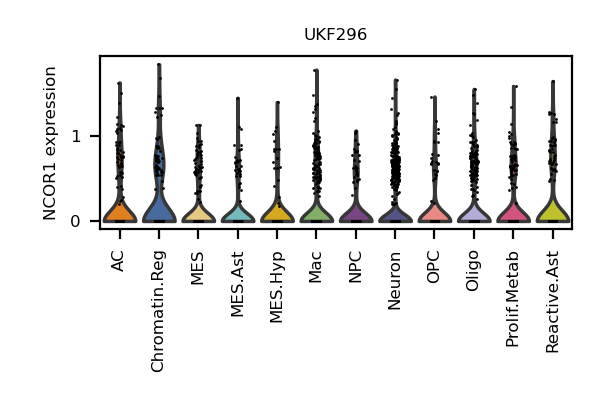 UKF296
NCOR1 expression
1
0
AC
Chromatin.Reg
MES
MES.Ast
MES.Hyp
Mac
NPC
Neuron
OPC
Oligo
Prolif.Metab
Reactive.Ast